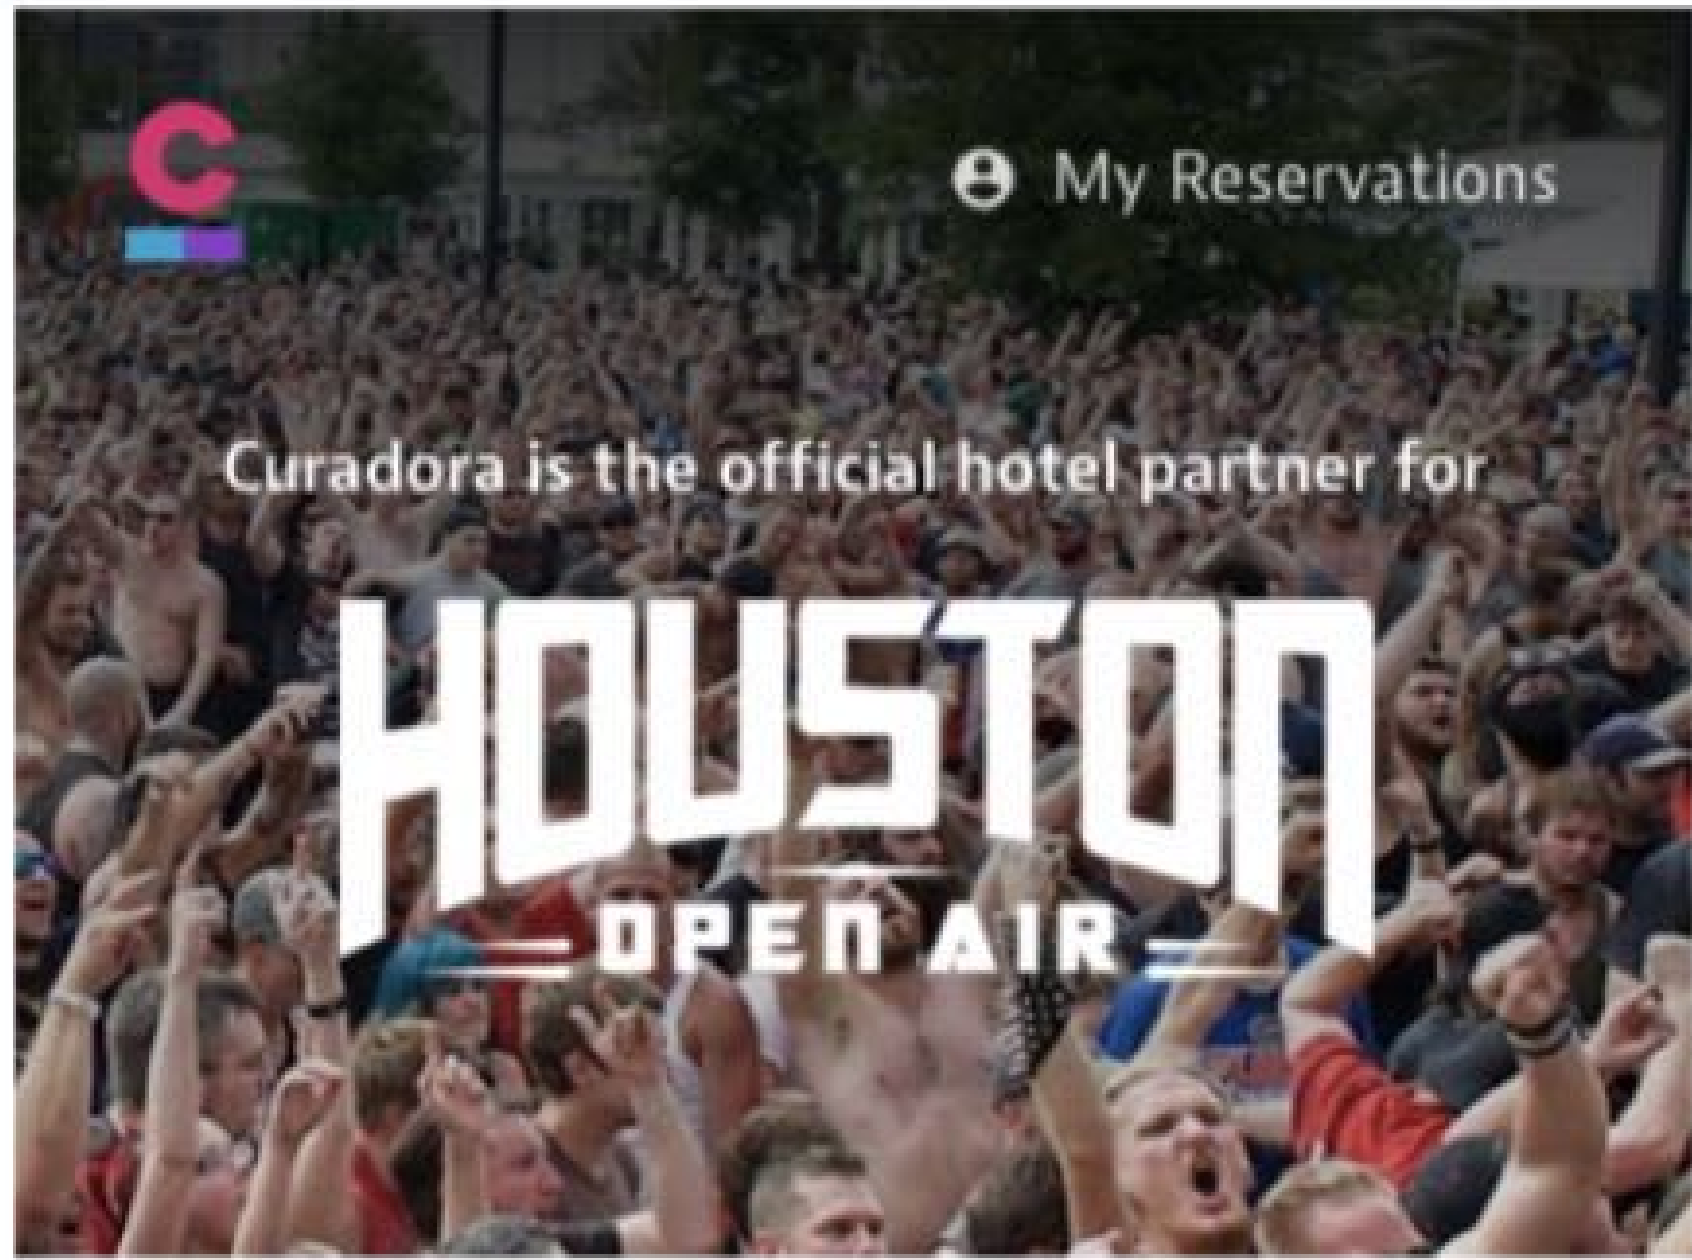 C
My Reservations
Curadora is the official hotel partner for
HOUSTON
OPEN AIR